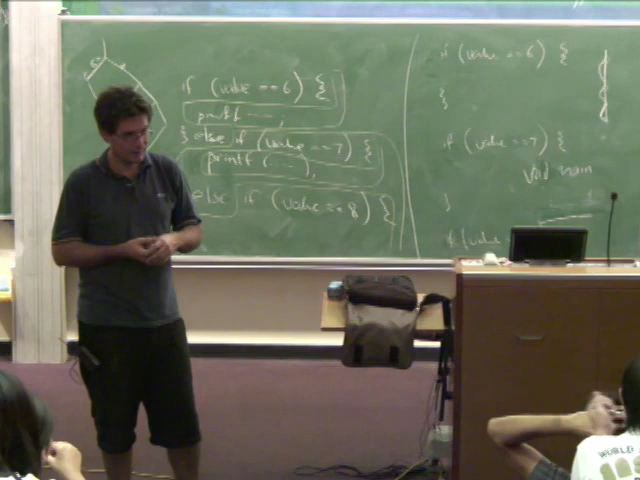 if (value == 6) {
printf ;
} else if (value == 7) {
printf ( ),
else if (value == 8) {
if (value == 6) {
}
if (value == 7) {
void main
}
if (value
WORLD